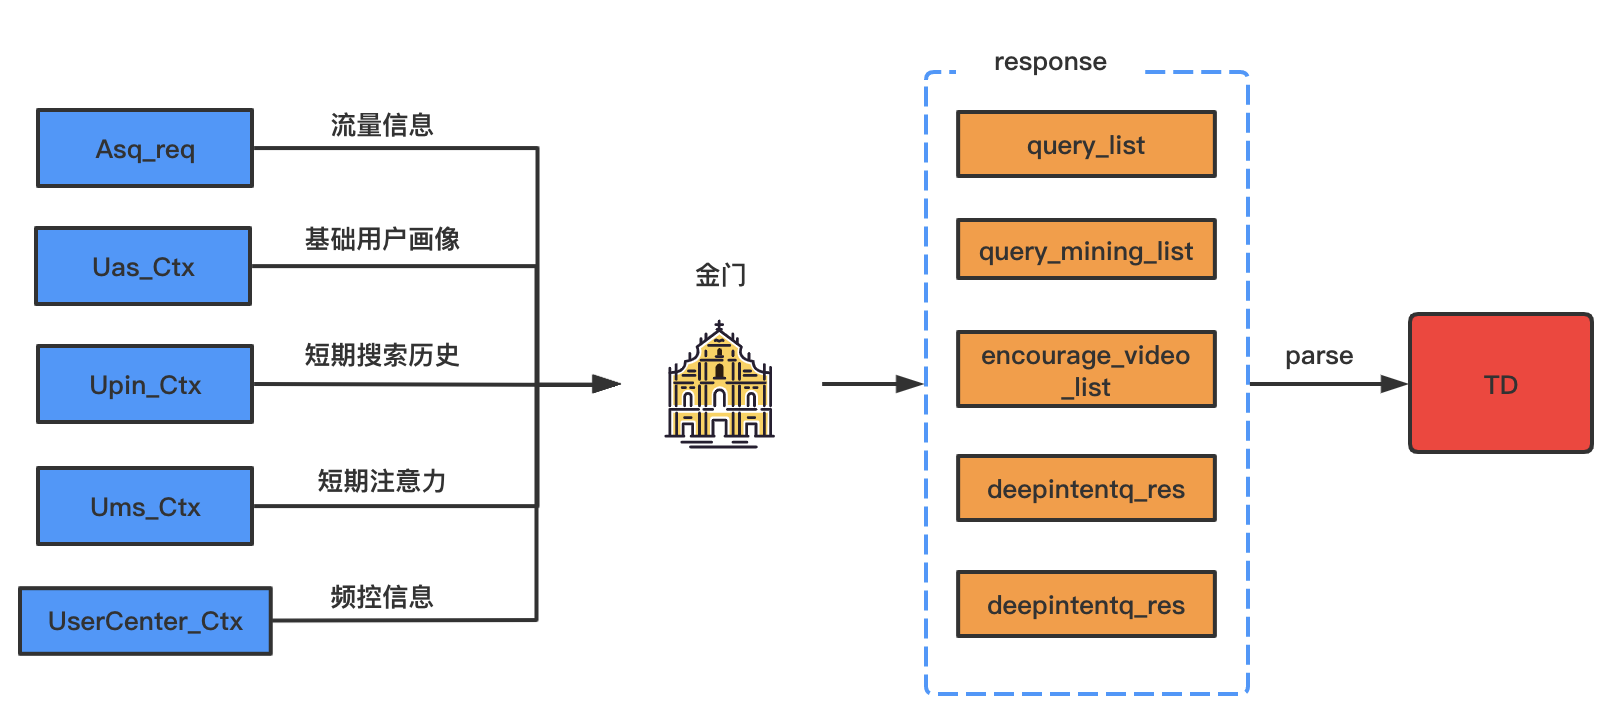 Asq_req
流量信息
Uas_Ctx
基础用户画像
Upin_Ctx
短期搜索历史
Ums_Ctx
短期注意力
UserCenter_Ctx
频控信息
金门
response
query_list
query_mining_list
encourage_video
_list
deepintentq_res
deepintentq_res
parse
TD